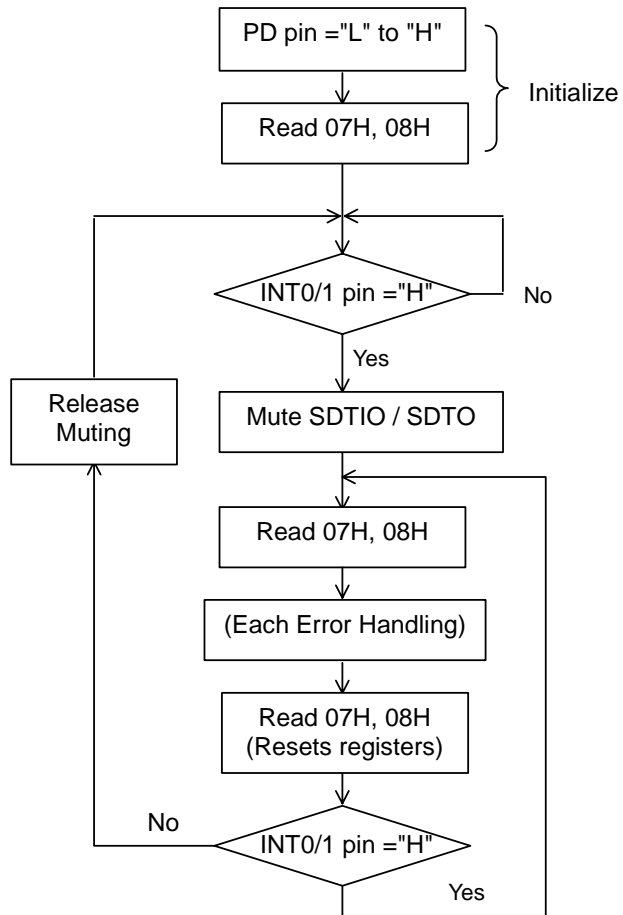 PD pin ="L" to "H"
Initialize
Read 07H, 08H
INT0/1 pin ="H"
No
Yes
Release
Muting
Mute SDTIO / SDTO
Read 07H, 08H
(Each Error Handling)
Read 07H, 08H
(Resets registers)
No
INT0/1 pin ="H"
Yes